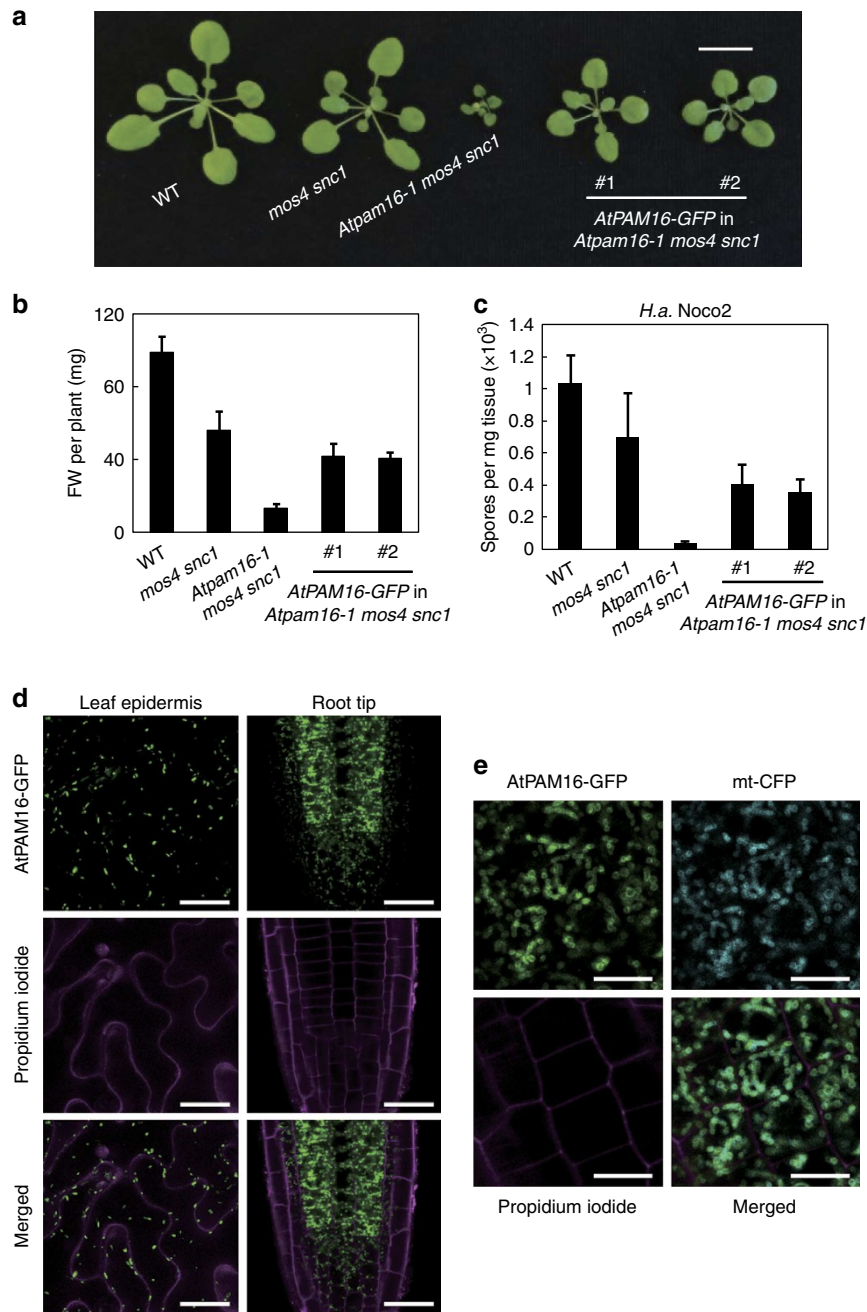 a
WT
mos4 snc1
Atpam16-1 mos4 snc1
#1
#2
AtPAM16-GFP in
Atpam16-1 mos4 snc1
b
120
60
40
0
FW per plant (mg)
WT
mos4 snc1
Atpam16-1
mos4 snc1
#1
#2
AtPAM16-GFP in
Atpam16-1 mos4 snc1
c
H.a. Noco2
1.4
1.2
1
0.8
0.6
0.4
0.2
0
Spores per mg tissue (×10³)
WT
mos4 snc1
Atpam16-1
mos4 snc1
#1
#2
AtPAM16-GFP in
Atpam16-1 mos4 snc1
d
Leaf epidermis
Root tip
AtPAM16-GFP
Propidium iodide
Merged
e
AtPAM16-GFP
mt-CFP
Propidium iodide
Merged